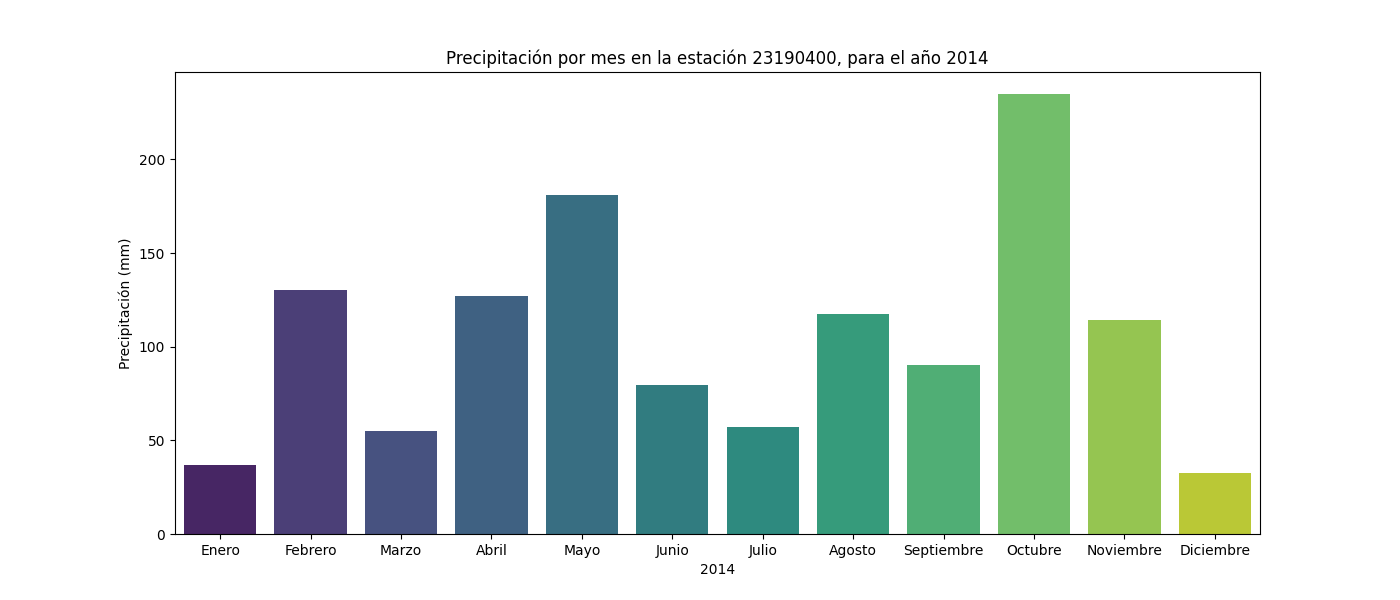 Precipitación por mes en la estación 23190400, para el año 2014
Precipitación (mm)
200
150
100
50
0
Enero Febrero Marzo Abril Mayo Junio Julio Agosto Septiembre Octubre Noviembre Diciembre
2014